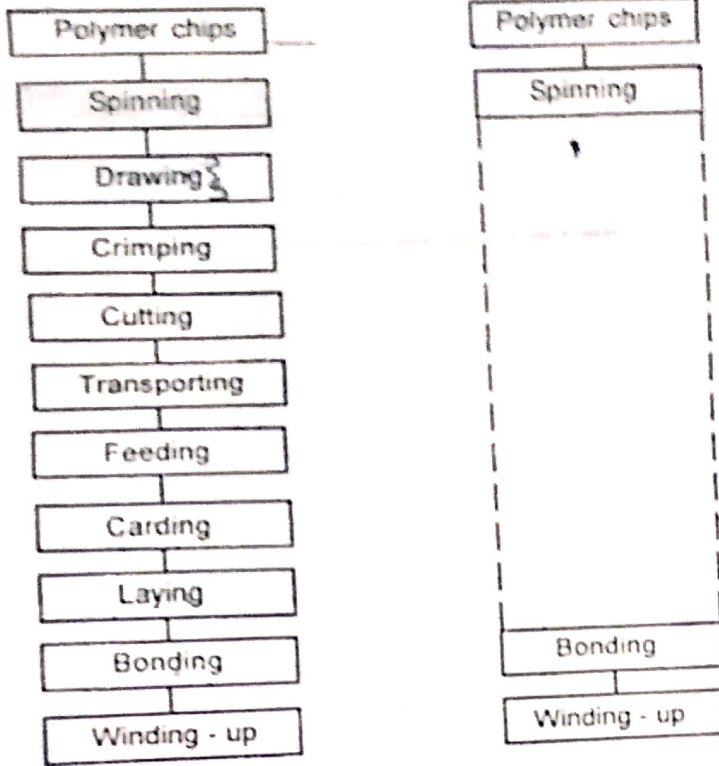 Polymer chips
Spinning
Drawing
Crimping
Cutting
Transporting
Feeding
Carding
Laying
Bonding
Winding - up
Polymer chips
Spinning
Bonding
Winding - up